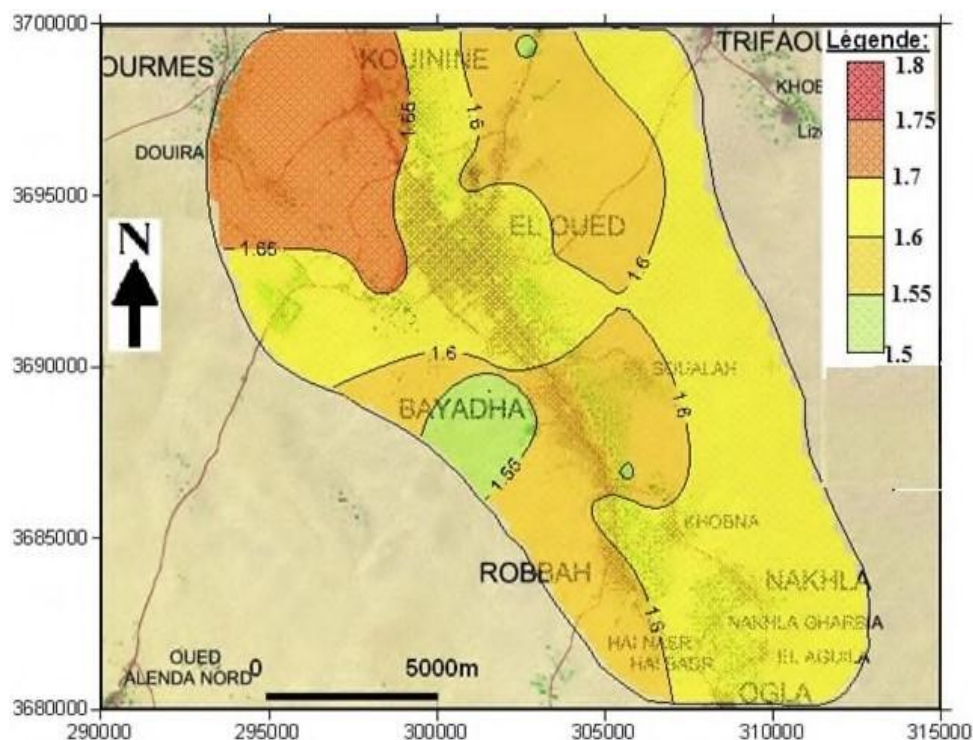 3700000
OURMES
KOUININE
TRIFAOU
Légende:
1.8
KHOB
1.75
1.65
1.6
Lizo
DOUIRA
1.7
3695000
EL OUED
N
1.65
1.6
1.6
1.55
1.5
3690000
1.6
SOUALAH
BAYADHA
1.6
1.55
3685000
KHOBNA
ROBBAH
NAKHLA
1.6
NAKHLA GHARBIA
HAI NASR
HAI BADR
EL AGUILA
OUED
ALENDA NORD
0 5000m
OGLA
3680000
290000 295000 300000 305000 310000 315000